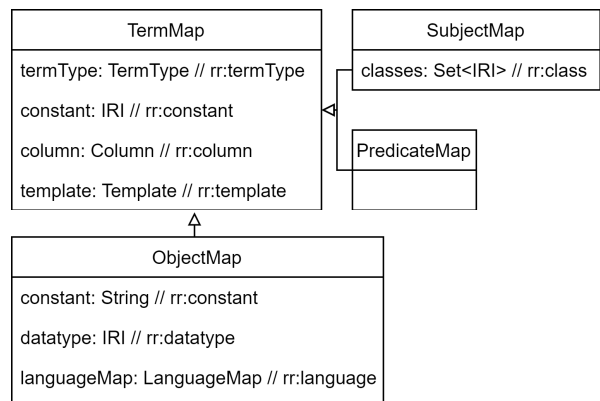 TermMap
termType: TermType // rr:termType
constant: IRI // rr:constant
column: Column // rr:column
template: Template // rr:template
SubjectMap
classes: Set<IRI> // rr:class
PredicateMap
ObjectMap
constant: String // rr:constant
datatype: IRI // rr:datatype
languageMap: LanguageMap // rr:language